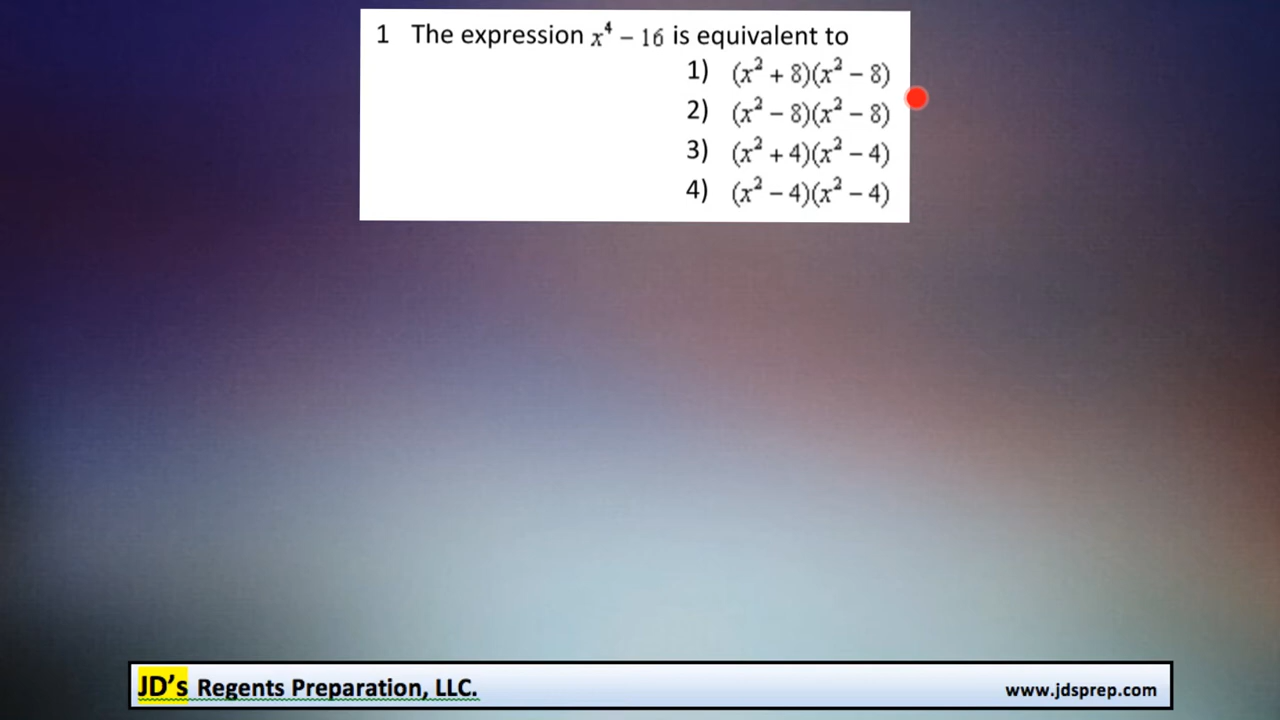 1 The expression x⁴ – 16 is equivalent to
1) (x² + 8)(x² – 8)
2) (x² – 8)(x² – 8)
3) (x² + 4)(x² – 4)
4) (x² – 4)(x² – 4)
JD’s Regents Preparation, LLC. www.jdsprep.com